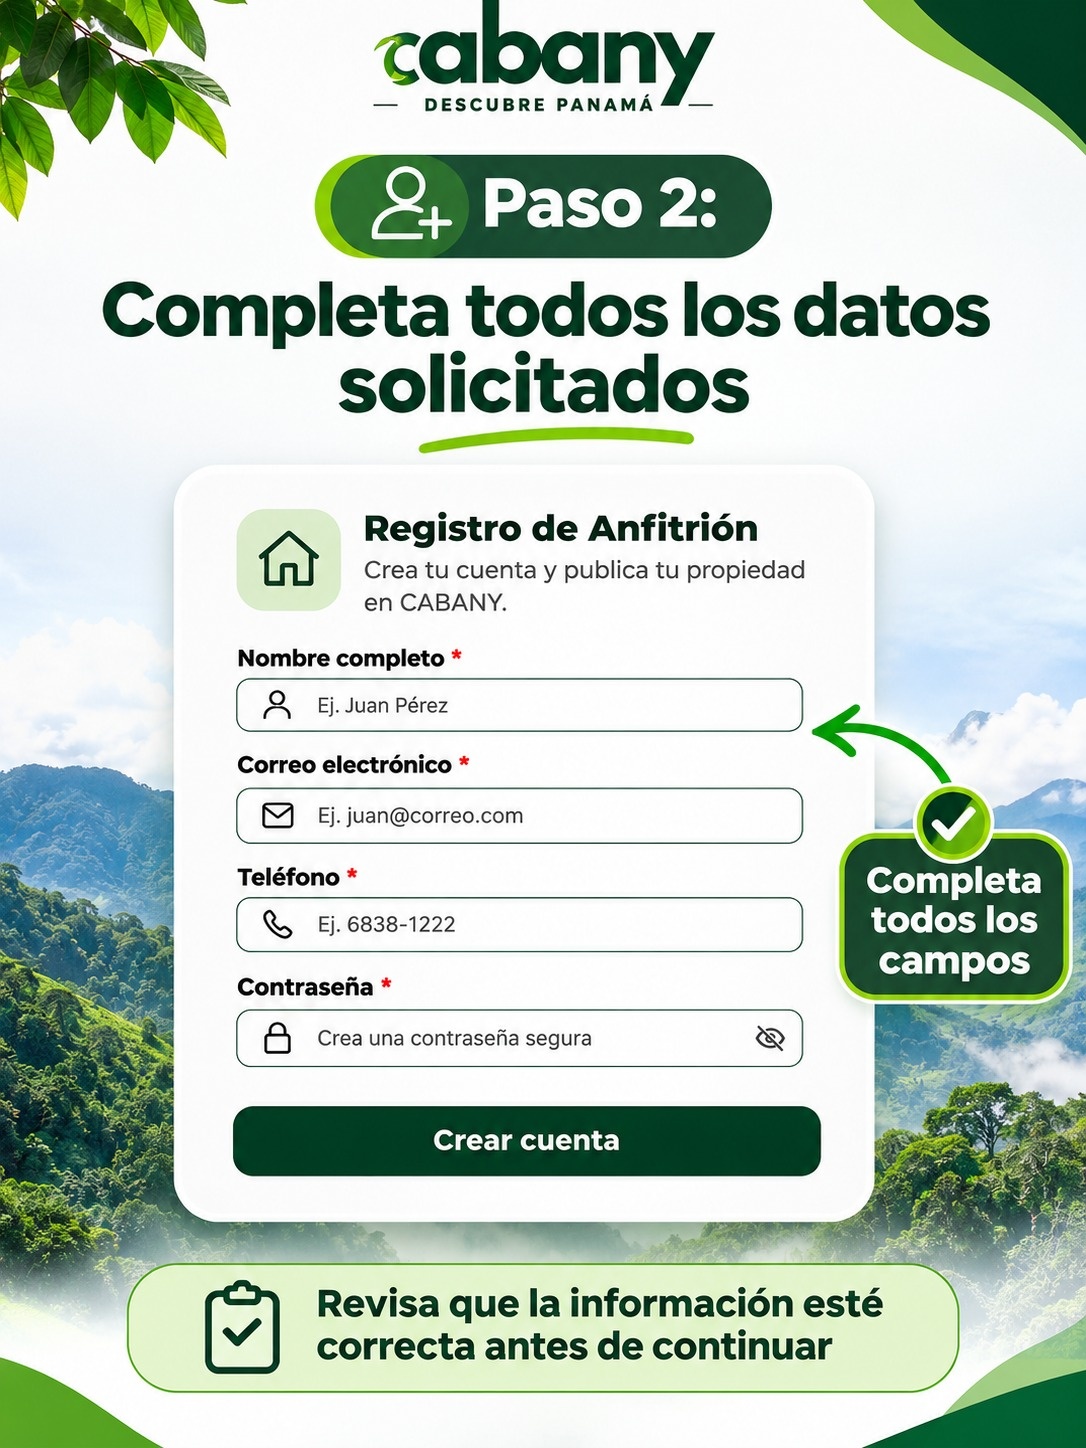 cabany
DESCUBRE PANAMÁ
Paso 2:
Completa todos los datos
solicitados
Registro de Anfitrión
Crea tu cuenta y publica tu propiedad
en CABANY.
Nombre completo *
Ej. Juan Pérez
Correo electrónico *
Ej. juan@correo.com
Teléfono *
Ej. 6838-1222
Contraseña *
Crea una contraseña segura
Crear cuenta
Completa
todos los
campos
Revisa que la información esté
correcta antes de continuar